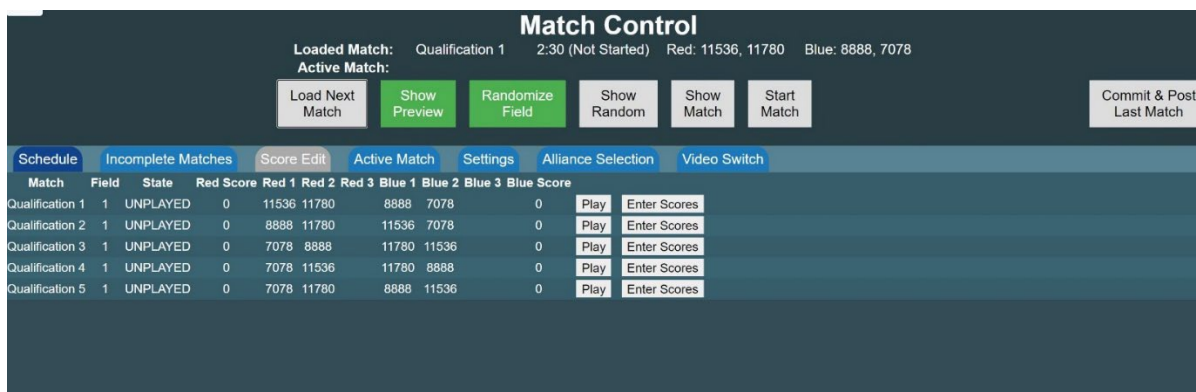 Match Control
Loaded Match: Qualification 1 2:30 (Not Started) Red: 11536, 11780 Blue: 8888, 7078
Active Match:
Load Next Match Show Preview Randomize Field Show Random Show Match Start Match Commit & Post Last Match
Schedule Incomplete Matches Score Edit Active Match Settings Alliance Selection Video Switch
Match Field State Red Score Red 1 Red 2 Red 3 Blue 1 Blue 2 Blue 3 Blue Score
Qualification 1 1 UNPLAYED 0 11536 11780 8888 7078 0 Play Enter Scores
Qualification 2 1 UNPLAYED 0 8888 11780 11536 7078 0 Play Enter Scores
Qualification 3 1 UNPLAYED 0 7078 8888 11780 11536 0 Play Enter Scores
Qualification 4 1 UNPLAYED 0 7078 11536 11780 8888 0 Play Enter Scores
Qualification 5 1 UNPLAYED 0 7078 11780 8888 11536 0 Play Enter Scores